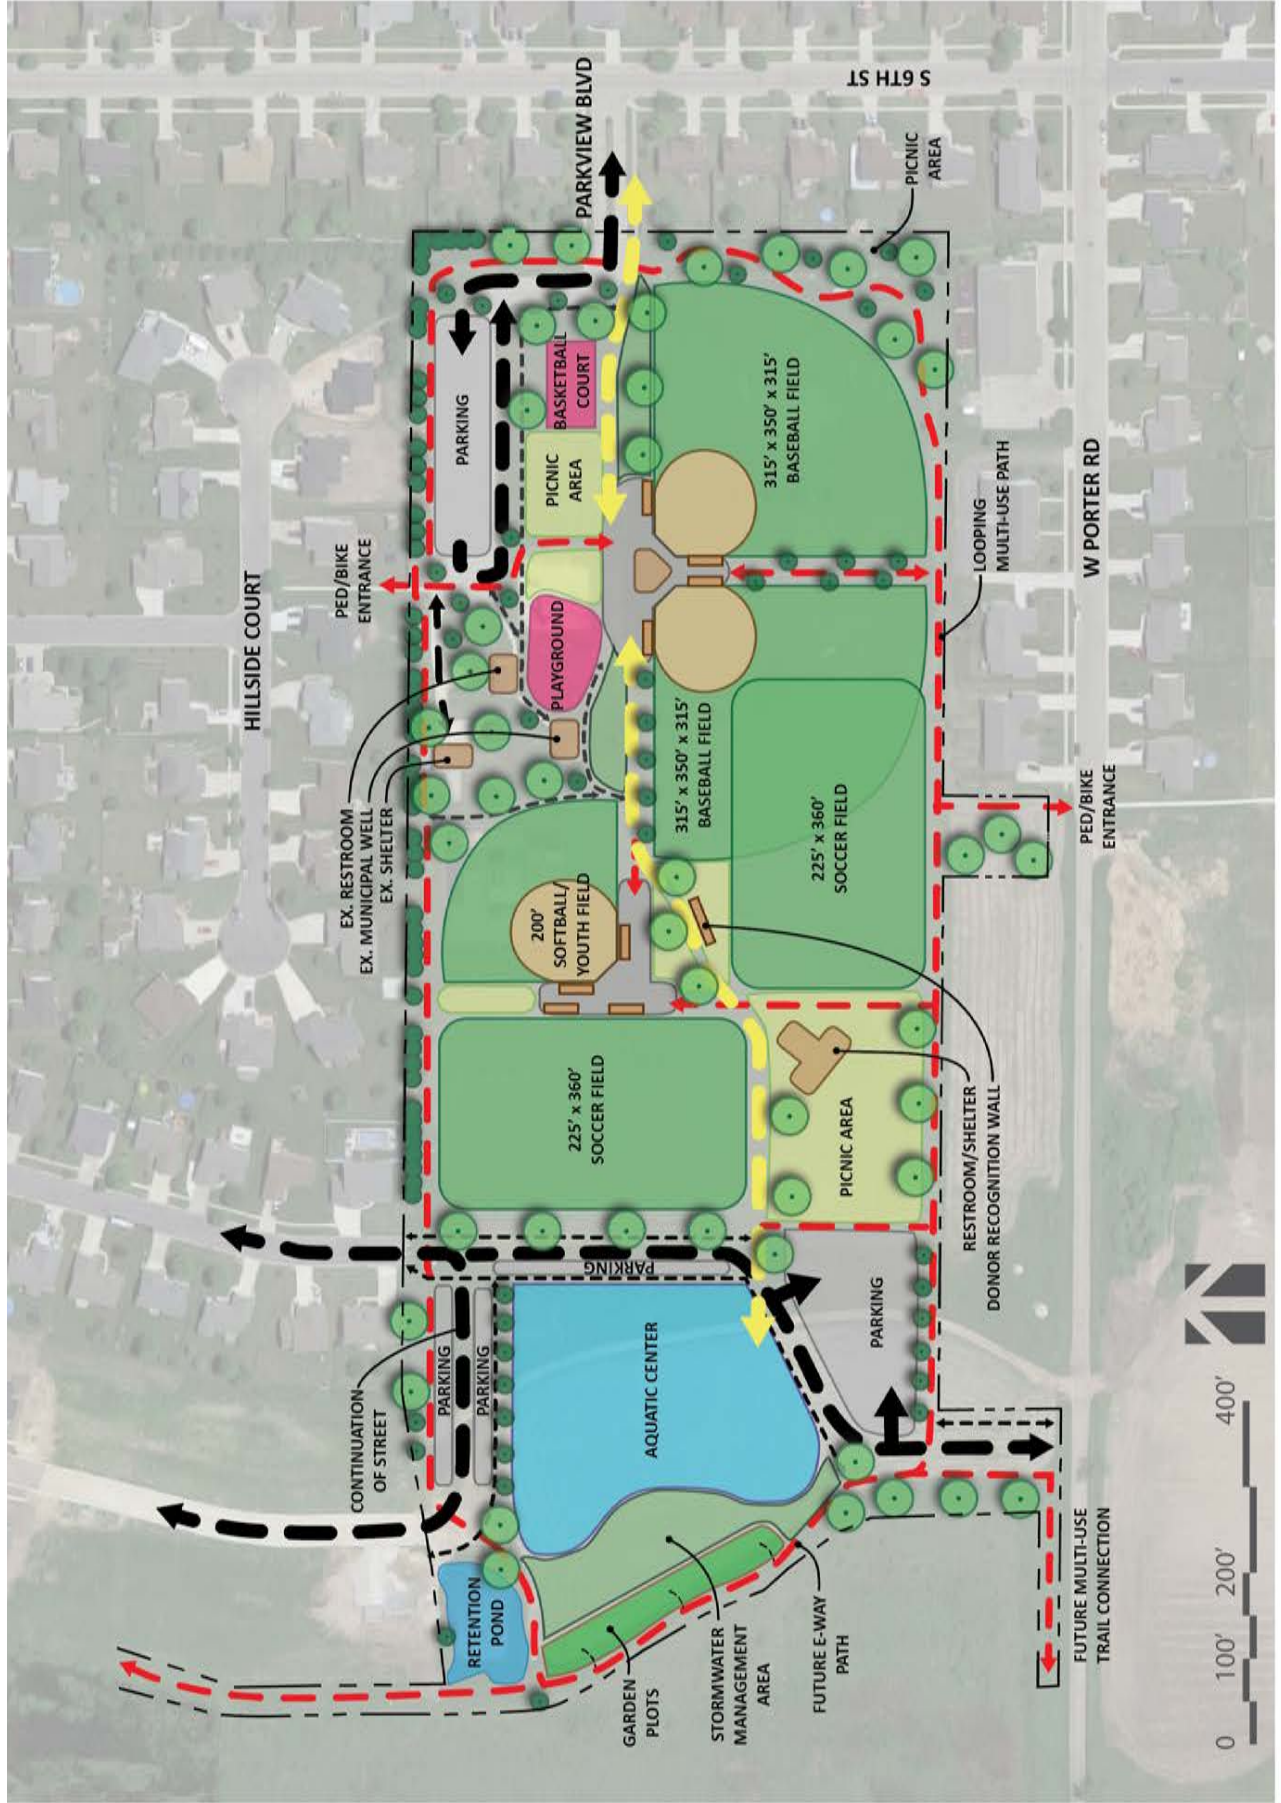 S 6TH ST
PARKVIEW BLVD
PICNIC
AREA
HILLSIDE COURT
PED/BIKE
ENTRANCE
PARKING
BASKETBALL
COURT
PICNIC
AREA
PLAYGROUND
315' x 350' x 315'
BASEBALL FIELD
LOOPING
MULTI-USE PATH
W PORTER RD
EX. RESTROOM
EX. MUNICIPAL WELL
EX. SHELTER
315' x 350' x 315'
BASEBALL FIELD
225' x 360'
SOCCER FIELD
PED/BIKE
ENTRANCE
200'
SOFTBALL/
YOUTH FIELD
225' x 360'
SOCCER FIELD
PICNIC AREA
RESTROOM/SHELTER
DONOR RECOGNITION WALL
PARKING
CONTINUATION
OF STREET
PARKING
PARKING
AQUATIC CENTER
PARKING
RETENTION
POND
GARDEN
PLOTS
STORMWATER
MANAGEMENT
AREA
FUTURE E-WAY
PATH
FUTURE MULTI-USE
TRAIL CONNECTION
0 100' 200' 400'